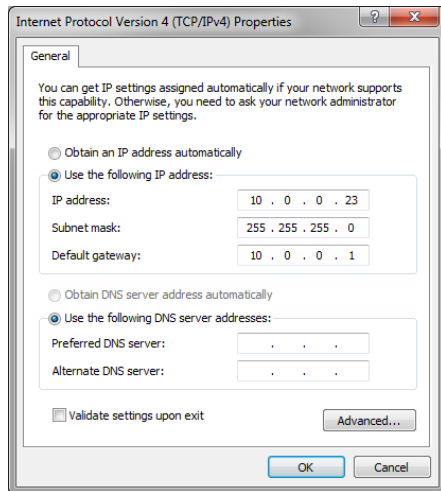 Internet Protocol Version 4 (TCP/IPv4) Properties
General
You can get IP settings assigned automatically if your network supports
this capability. Otherwise, you need to ask your network administrator
for the appropriate IP settings.
Obtain an IP address automatically
Use the following IP address:
IP address: 10 . 0 . 0 . 23
Subnet mask: 255 . 255 . 255 . 0
Default gateway: 10 . 0 . 0 . 1
Obtain DNS server address automatically
Use the following DNS server addresses:
Preferred DNS server: . . .
Alternate DNS server: . . .
Validate settings upon exit
Advanced...
OK Cancel